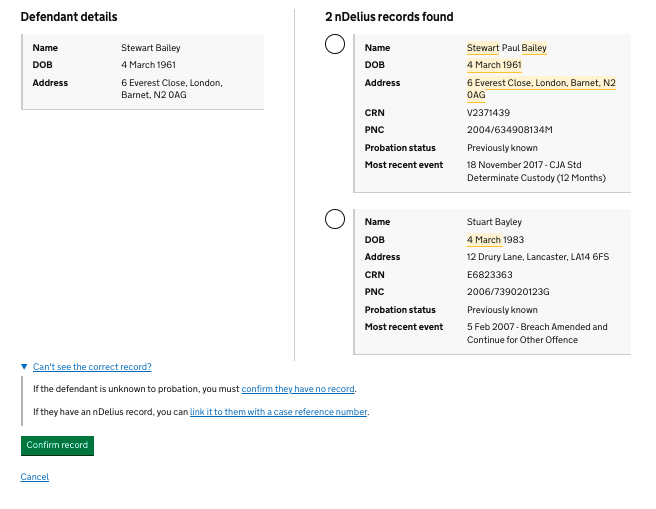 Defendant details
Name Stewart Bailey
DOB 4 March 1961
Address 6 Everest Close, London,
Barnet, N2 0AG
2 nDelius records found
Name Stewart Paul Bailey
DOB 4 March 1961
Address 6 Everest Close, London, Barnet, N2
0AG
CRN V2371439
PNC 2004/634908134M
Probation status Previously known
Most recent event 18 November 2017 - CJA Std
Determinate Custody (12 Months)
Name Stuart Bayley
DOB 4 March 1983
Address 12 Drury Lane, Lancaster, LA14 6FS
CRN E6823363
PNC 2006/739020123G
Probation status Previously known
Most recent event 5 Feb 2007 - Breach Amended and
Continue for Other Offence
Can't see the correct record?
If the defendant is unknown to probation, you must confirm they have no record.
If they have an nDelius record, you can link it to them with a case reference number.
Confirm record
Cancel